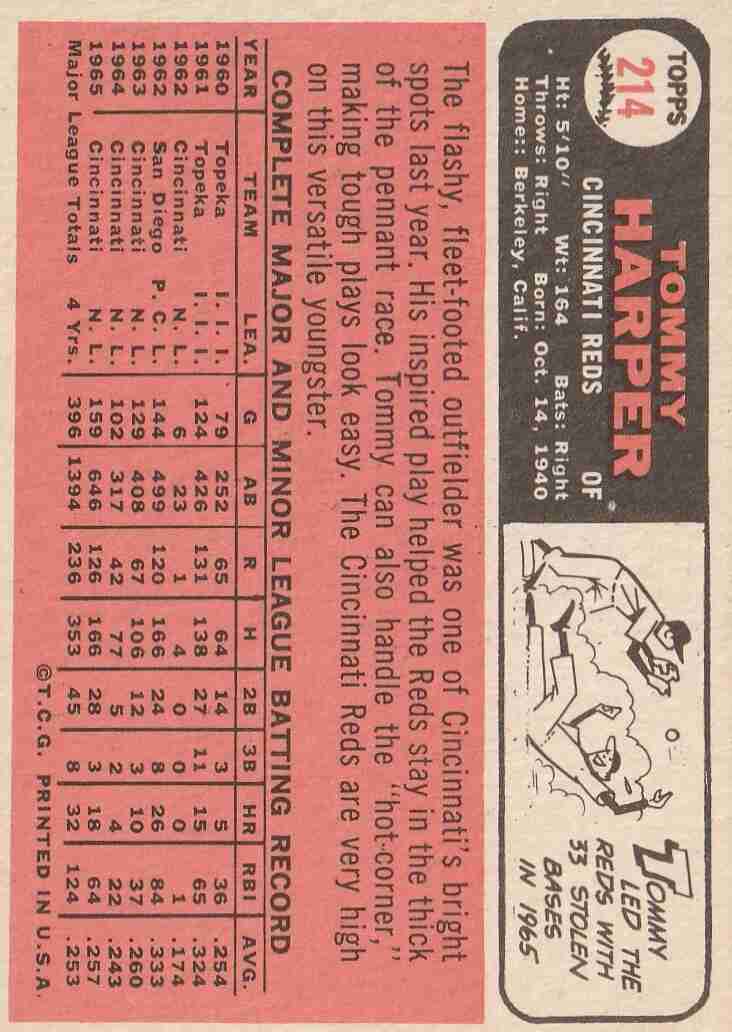 TOPPS
214
TOMMY
HARPER
CINCINNATI REDS OF
Ht: 5'10" Wt: 164 Bats: Right
Throws: Right Born: Oct. 14, 1940
Home:: Berkeley, Calif.
TOMMY
LED THE
REDS WITH
33 STOLEN
BASES
IN 1965
The flashy, fleet-footed outfielder was one of Cincinnati's bright
spots last year. His inspired play helped the Reds stay in the thick
of the pennant race. Tommy can also handle the "hot-corner,"
making tough plays look easy. The Cincinnati Reds are very high
on this versatile youngster.
COMPLETE MAJOR AND MINOR LEAGUE BATTING RECORD
YEAR TEAM LEA. G AB R H 2B 3B HR RBI AVG.
1960 Topeka I. I. I. 79 252 65 64 14 3 5 36 .254
1961 Topeka I. I. I. 124 426 131 138 27 11 15 65 .324
1962 Cincinnati N. L. 6 23 1 4 0 0 0 1 .174
1962 San Diego P. C. L. 144 499 120 166 24 8 26 84 .333
1963 Cincinnati N. L. 129 408 67 106 12 3 10 37 .260
1964 Cincinnati N. L. 102 317 42 77 5 2 4 22 .243
1965 Cincinnati N. L. 159 646 126 166 28 3 18 64 .257
Major League Totals 4 Yrs. 396 1394 236 353 45 8 32 124 .253
©T.C.G. PRINTED IN U.S.A.